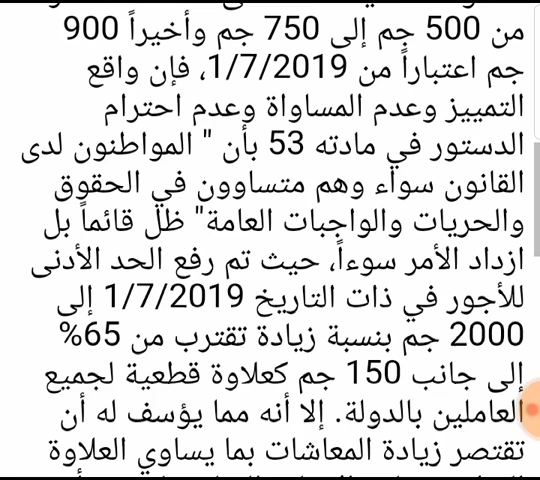 من 500 جم إلى 750 جم وأخيراً 900
جم اعتباراً من 1/7/2019، فإن واقع
التمييز وعدم المساواة وعدم احترام
الدستور في مادته 53 بأن " المواطنون لدى
القانون سواء وهم متساوون في الحقوق
والحريات والواجبات العامة" ظل قائماً بل
ازداد الأمر سوءاً، حيث تم رفع الحد الأدنى
للأجور في ذات التاريخ 1/7/2019 إلى
2000 جم بنسبة زيادة تقترب من 65%
إلى جانب 150 جم كعلاوة قطعية لجميع
العاملين بالدولة. إلا أنه مما يؤسف له أن
تقتصر زيادة المعاشات بما يساوي العلاوة